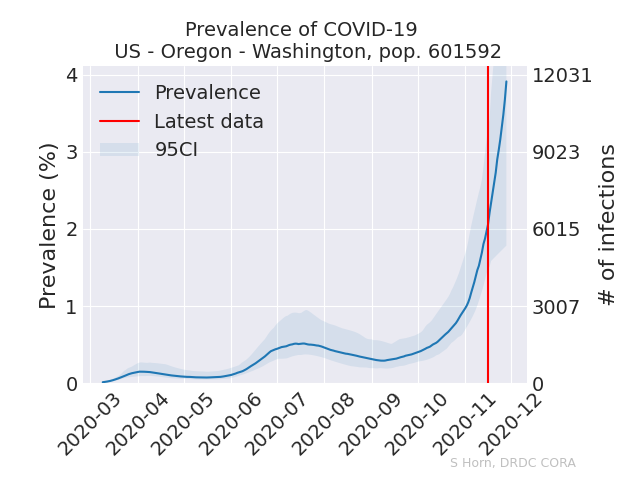 Prevalence of COVID-19
US - Oregon - Washington, pop. 601592
Prevalence (%)
4
3
2
1
0
Prevalence
Latest data
95CI
12031
9023
6015
3007
0
# of infections
2020-03
2020-04
2020-05
2020-06
2020-07
2020-08
2020-09
2020-10
2020-11
2020-12
S Horn, DRDC CORA